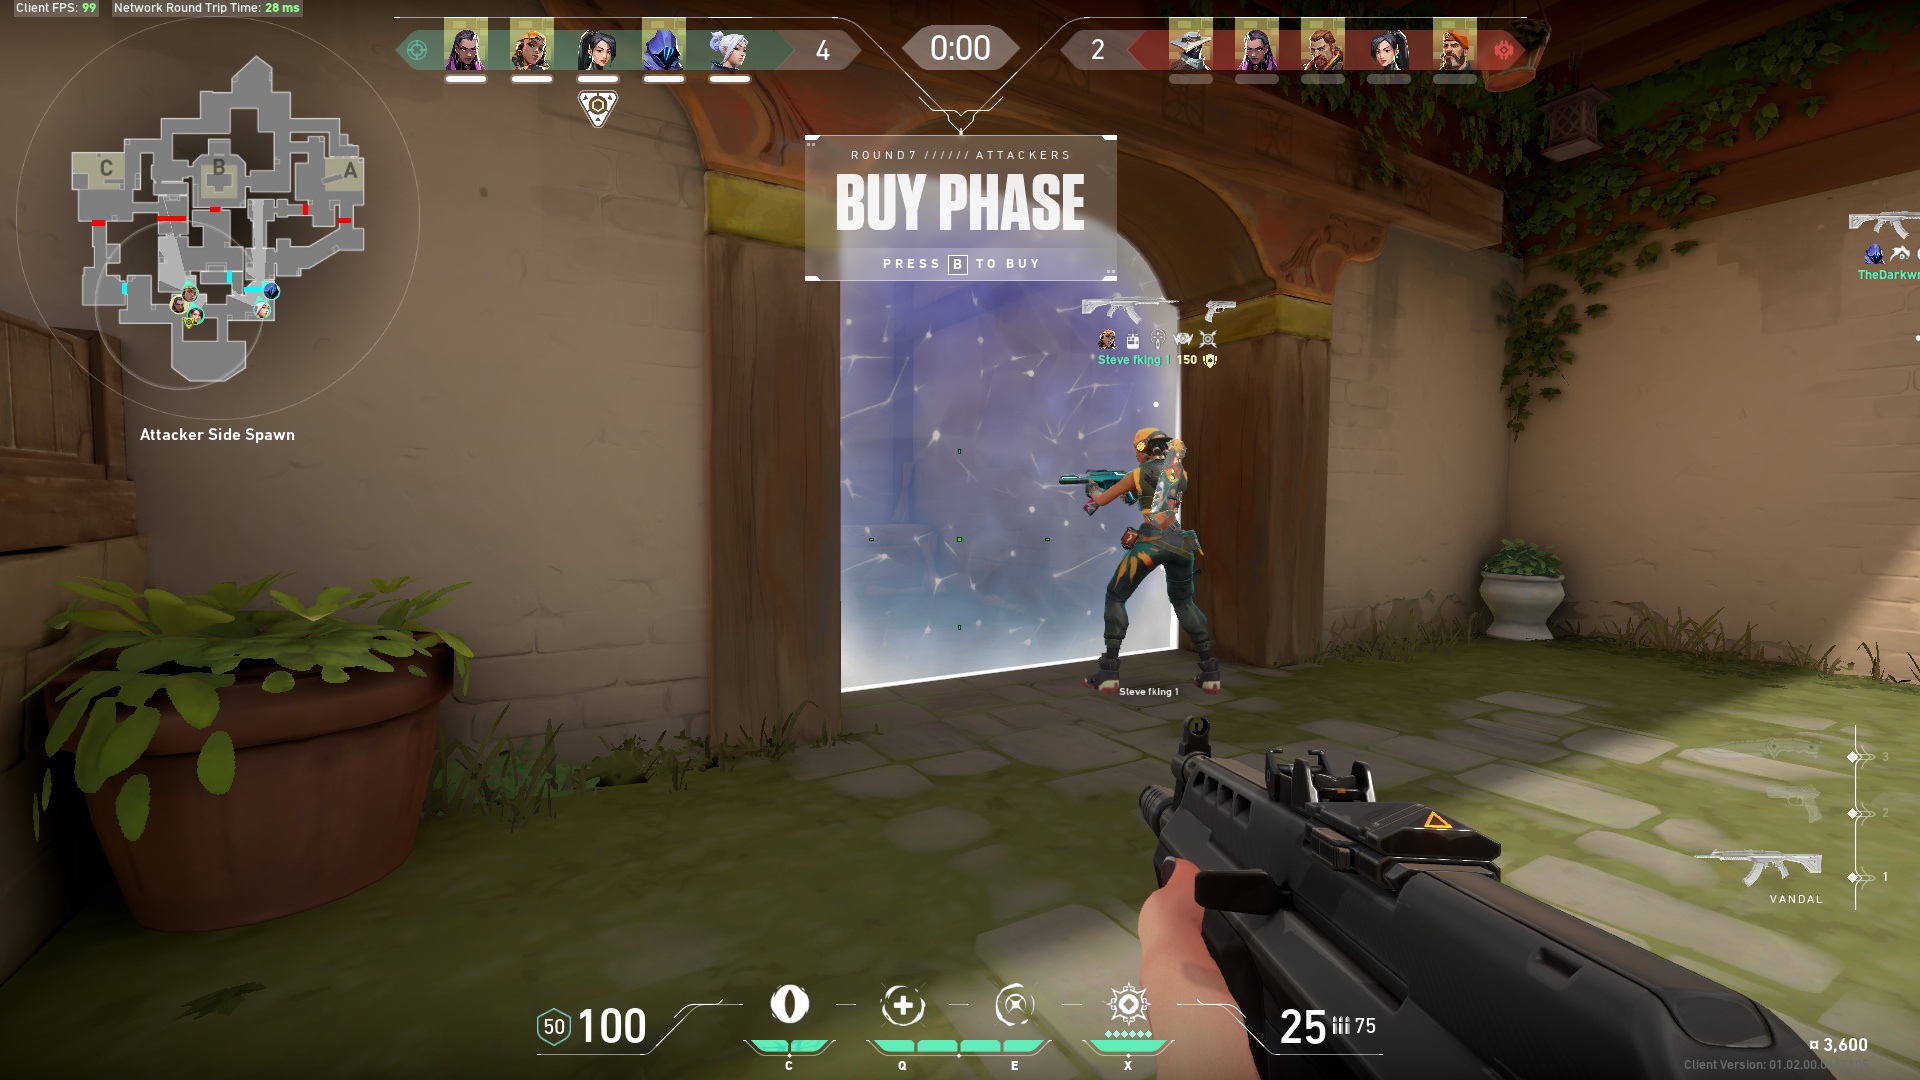 Client FPS: 99 Network Round Trip Time: 28 ms
4 0:00 2
ROUND 7 ////// ATTACKERS
BUY PHASE
PRESS B TO BUY
C B A
Attacker Side Spawn
Steve fking 1 150
TheDarkw
Steve fking 1
3
2
1
VANDAL
50 100
25 75
C Q E X
¤ 3,600
Client Version: 01.02.00.